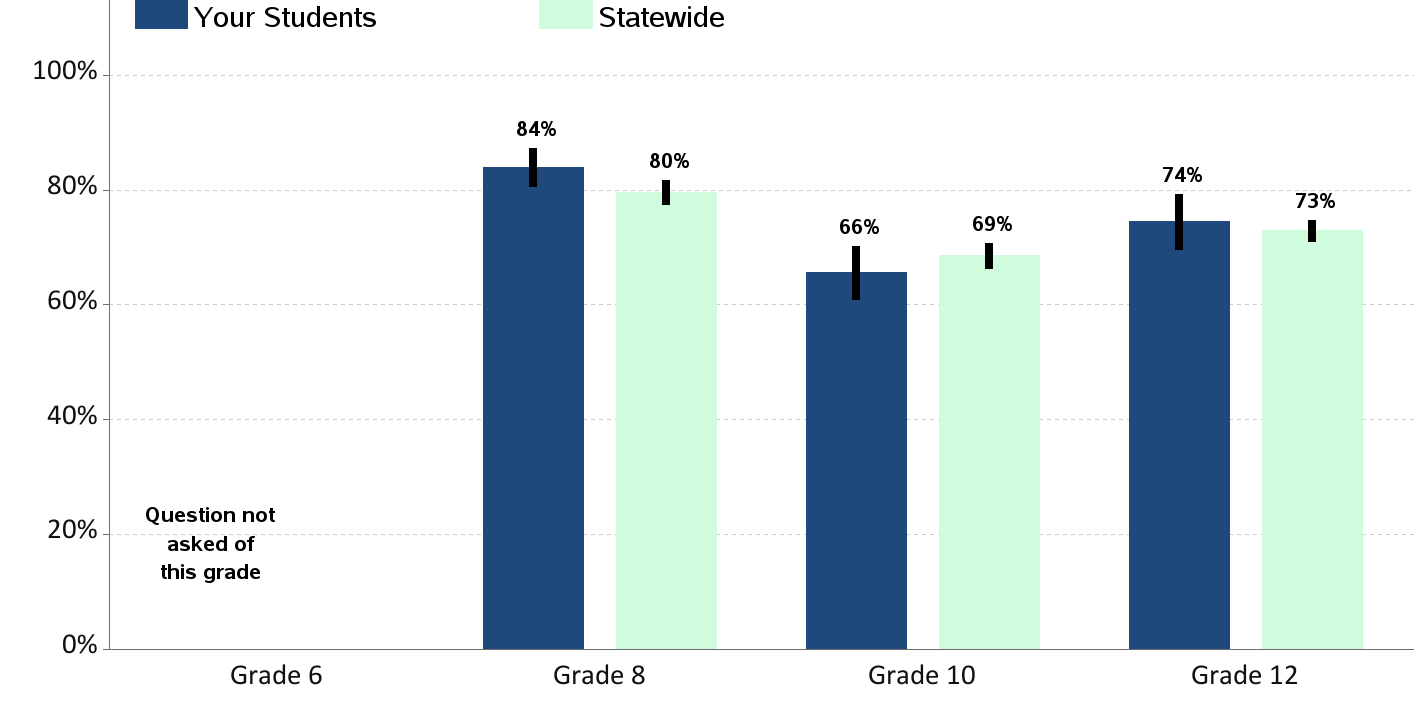 Your Students Statewide
100%
84%
80%
80%
74%
73%
66%
69%
60%
40%
Question not
20%
asked of
this grade
0%
Grade 6 Grade 8 Grade 10 Grade 12